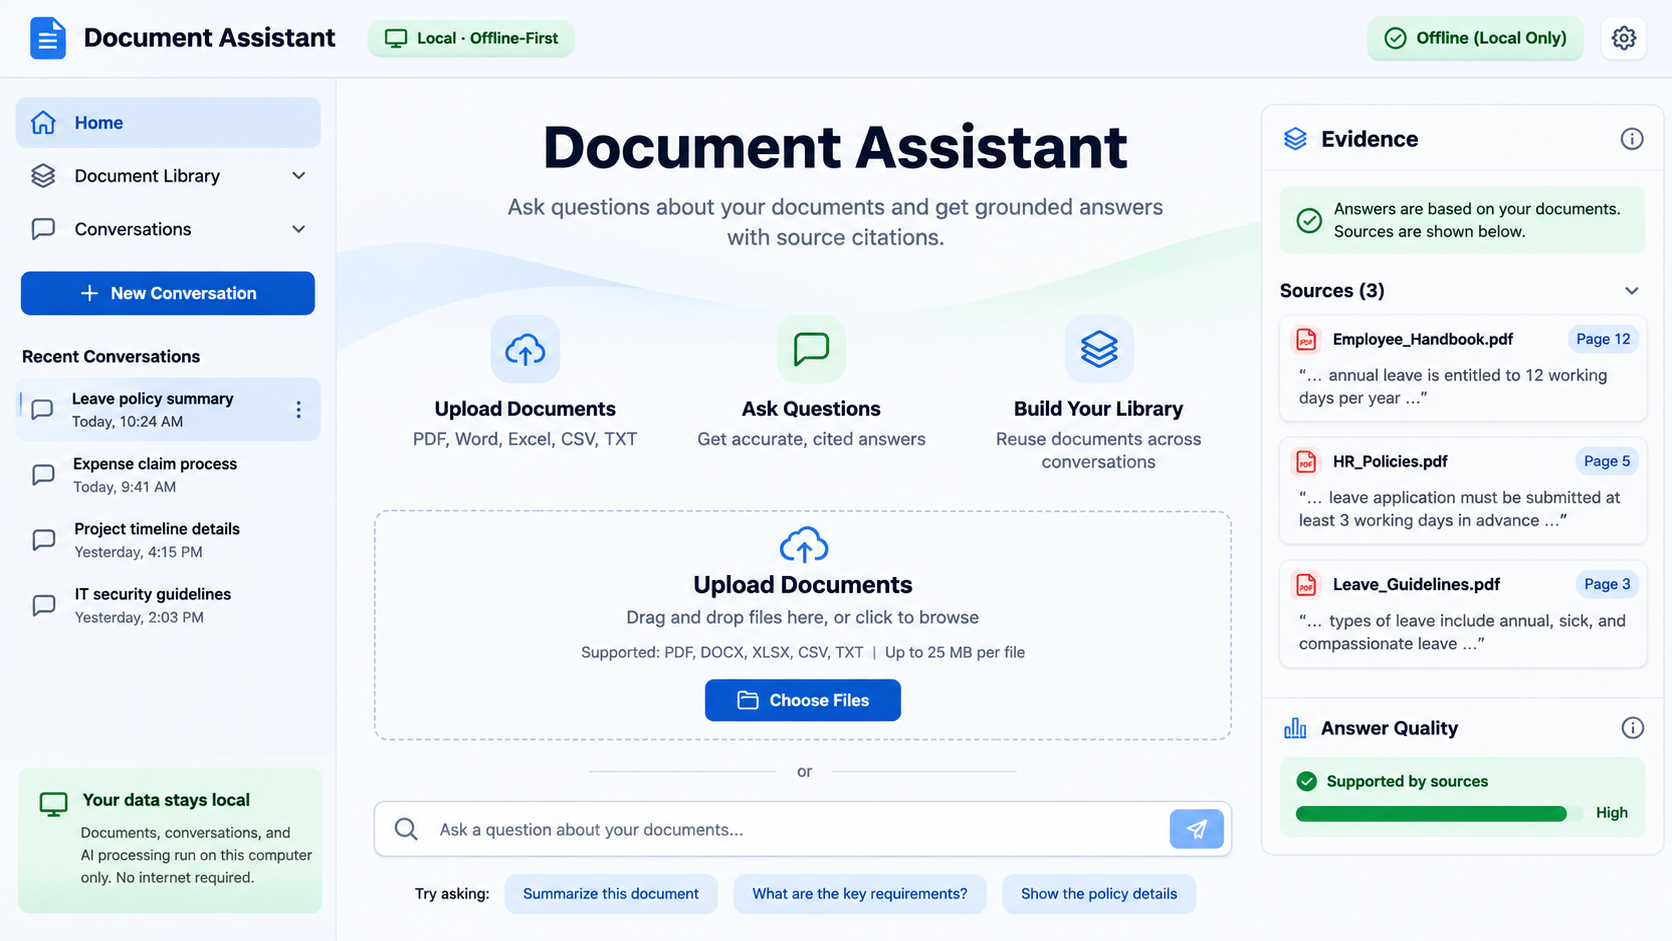 Document Assistant
Local · Offline-First
Offline (Local Only)
Home
Document Library
Conversations
New Conversation
Recent Conversations
Leave policy summary
Today, 10:24 AM
Expense claim process
Today, 9:41 AM
Project timeline details
Yesterday, 4:15 PM
IT security guidelines
Yesterday, 2:03 PM
Your data stays local
Documents, conversations, and
AI processing run on this computer
only. No internet required.
Document Assistant
Ask questions about your documents and get grounded answers
with source citations.
Upload Documents
PDF, Word, Excel, CSV, TXT
Ask Questions
Get accurate, cited answers
Build Your Library
Reuse documents across
conversations
Upload Documents
Drag and drop files here, or click to browse
Supported: PDF, DOCX, XLSX, CSV, TXT | Up to 25 MB per file
Choose Files
or
Ask a question about your documents...
Try asking:
Summarize this document
What are the key requirements?
Show the policy details
Evidence
Answers are based on your documents.
Sources are shown below.
Sources (3)
PDF
Employee_Handbook.pdf
Page 12
“... annual leave is entitled to 12 working
days per year ...”
PDF
HR_Policies.pdf
Page 5
“... leave application must be submitted at
least 3 working days in advance ...”
PDF
Leave_Guidelines.pdf
Page 3
“... types of leave include annual, sick, and
compassionate leave ...”
Answer Quality
Supported by sources
High